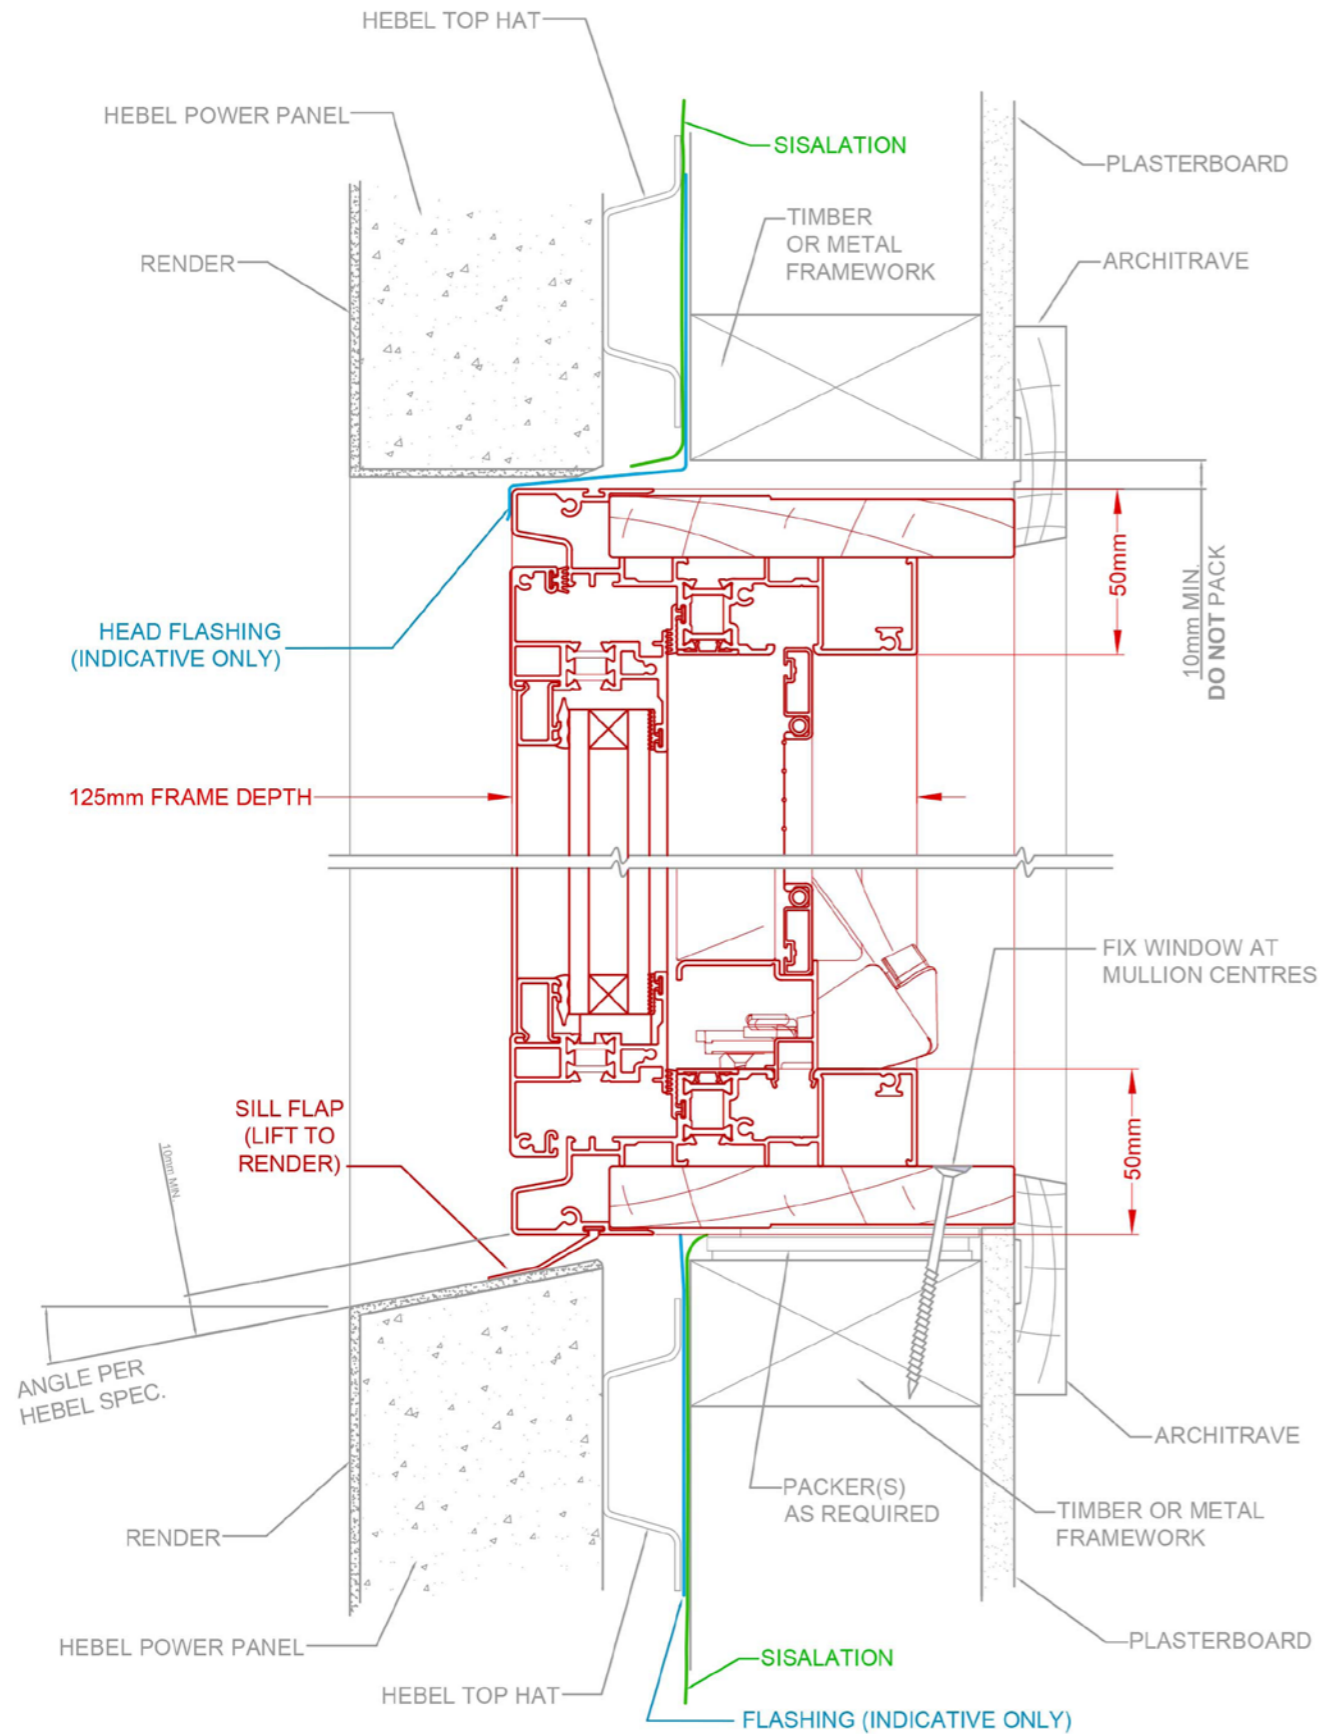 HEBEL TOP HAT
HEBEL POWER PANEL
SISALATION
PLASTERBOARD
TIMBER
OR METAL
FRAMEWORK
RENDER
ARCHITRAVE
50mm
10mm MIN.
DO NOT PACK
HEAD FLASHING
(INDICATIVE ONLY)
125mm FRAME DEPTH
FIX WINDOW AT
MULLION CENTRES
SILL FLAP
(LIFT TO
RENDER)
10mm MIN.
50mm
ANGLE PER
HEBEL SPEC.
ARCHITRAVE
PACKER(S)
AS REQUIRED
TIMBER OR METAL
FRAMEWORK
RENDER
HEBEL POWER PANEL
PLASTERBOARD
SISALATION
HEBEL TOP HAT
FLASHING (INDICATIVE ONLY)